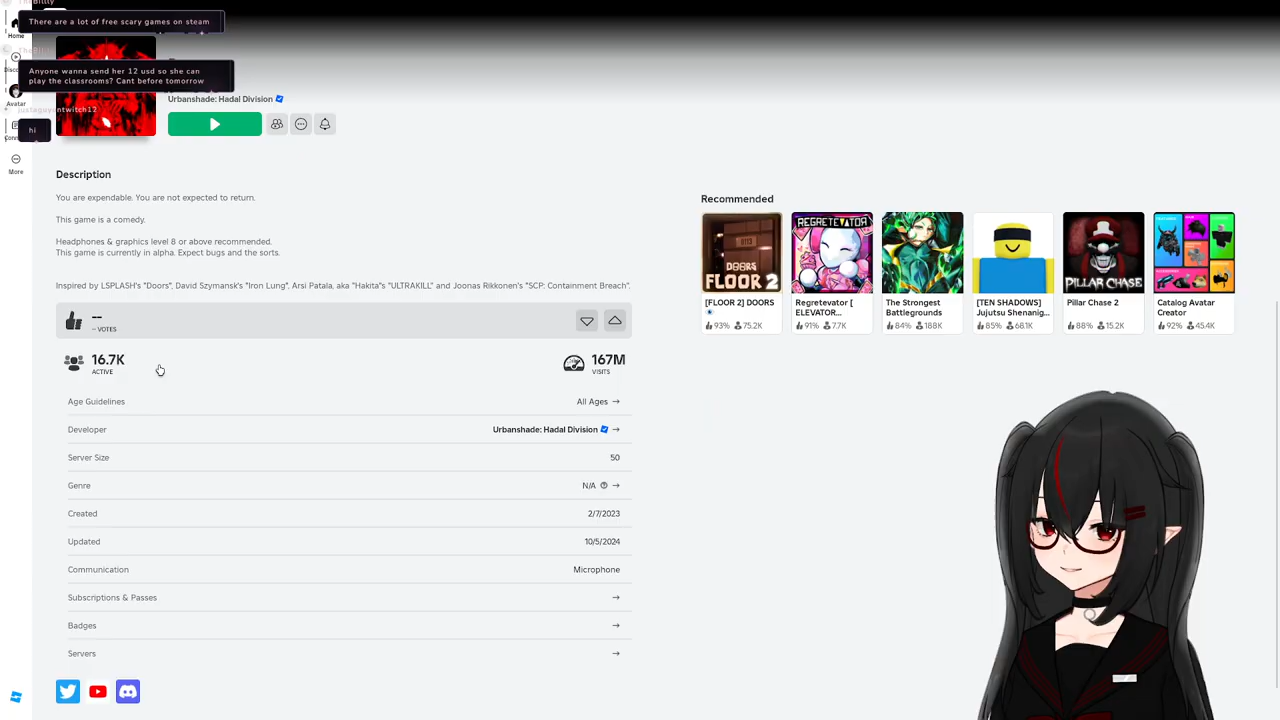 TheBillly
There are a lot of free scary games on steam
Home
Anyone wanna send her 12 usd so she can
play the classrooms? Cant before tomorrow
Urbanshade: Hadal Division
Avatar
justaguyontwitch12
hi
More
Description
You are expendable. You are not expected to return.
This game is a comedy.
Headphones & graphics level 8 or above recommended.
This game is currently in alpha. Expect bugs and the sorts.
Inspired by LSPLASH's "Doors", David Szymski's "Iron Lung", Arsi Patala, aka "Hakita"s "ULTRAKILL" and Joonas Rikkonen's "SCP: Containment Breach".
--
-- VOTES
16.7K
ACTIVE
167M
VISITS
Age Guidelines
All Ages →
Developer
Urbanshade: Hadal Division →
Server Size
50
Genre
N/A →
Created
2/7/2023
Updated
10/5/2024
Communication
Microphone
Subscriptions & Passes →
Badges →
Servers →
Recommended
0113
DOORS
FLOOR 2
REGRETEVATOR
PILLAR CHASE
[FLOOR 2] DOORS
93% 75.2K
Regretevator [
ELEVATOR...
91% 7.7K
The Strongest
Battlegrounds
84% 188K
[TEN SHADOWS]
Jujutsu Shenanig...
85% 68.1K
Pillar Chase 2
88% 15.2K
Catalog Avatar
Creator
92% 45.4K